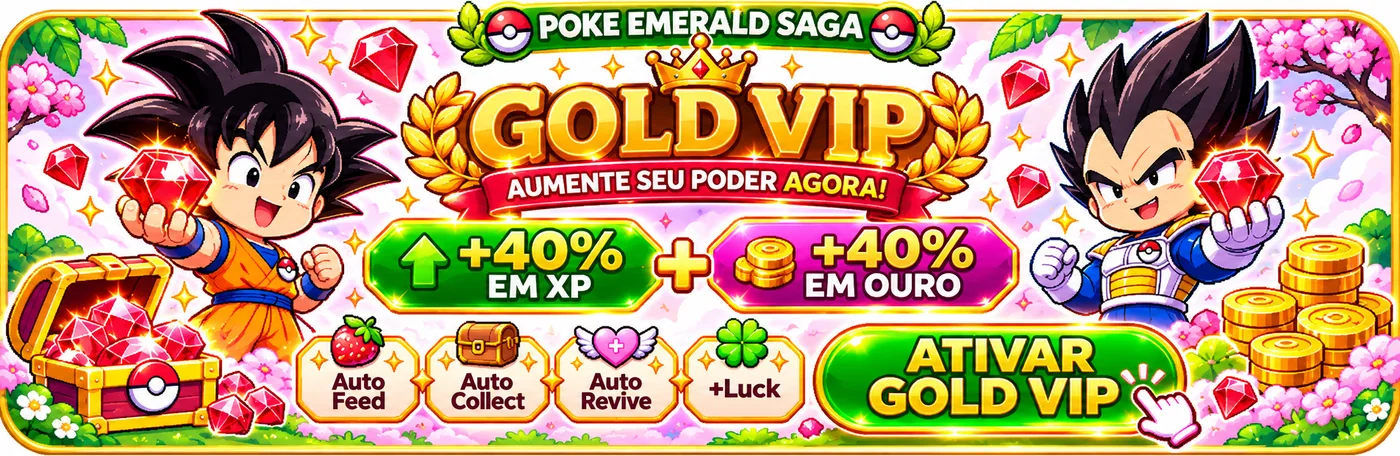 POKE EMERALD SAGA
GOLD VIP
AUMENTE SEU PODER AGORA!
+40%
EM XP
+
+40%
EM OURO
Auto
Feed
Auto
Collect
Auto
Revive
+Luck
ATIVAR
GOLD VIP